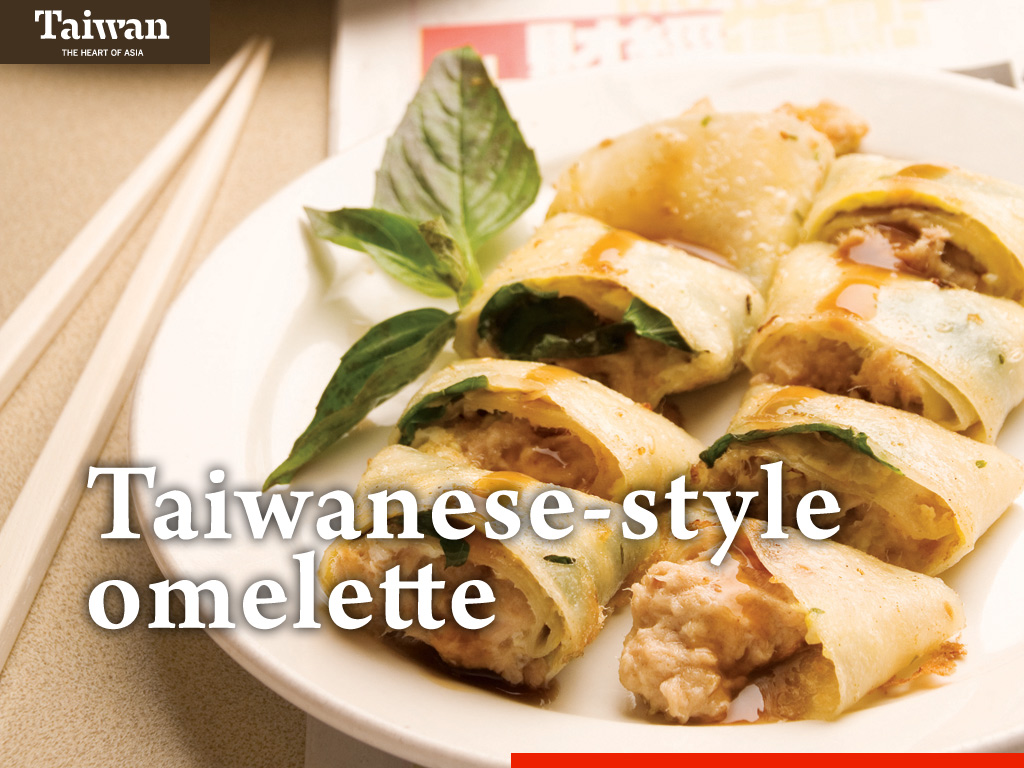 Taiwan
THE HEART OF ASIA
Taiwanese-style
omelette